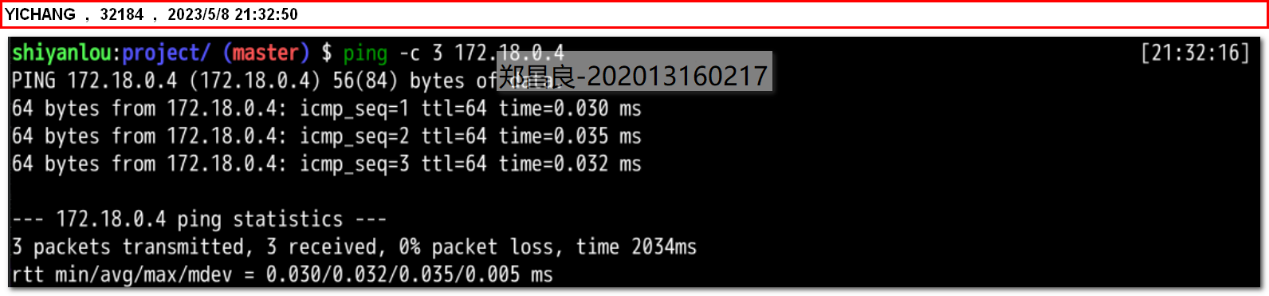 YICHANG , 32184 , 2023/5/8 21:32:50
shiyanlou:project/ (master) $ ping -c 3 172.18.0.4 [21:32:16]
郑昌良-202013160217
PING 172.18.0.4 (172.18.0.4) 56(84) bytes of data.
64 bytes from 172.18.0.4: icmp_seq=1 ttl=64 time=0.030 ms
64 bytes from 172.18.0.4: icmp_seq=2 ttl=64 time=0.035 ms
64 bytes from 172.18.0.4: icmp_seq=3 ttl=64 time=0.032 ms
--- 172.18.0.4 ping statistics ---
3 packets transmitted, 3 received, 0% packet loss, time 2034ms
rtt min/avg/max/mdev = 0.030/0.032/0.035/0.005 ms